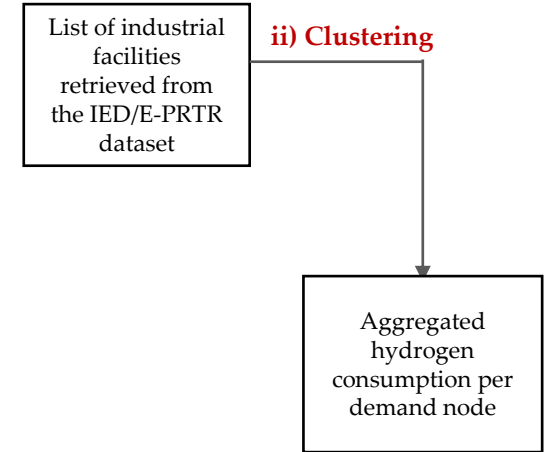 List of industrial
facilities
retrieved from
the IED/E-PRTR
dataset
ii) Clustering
Aggregated
hydrogen
consumption per
demand node